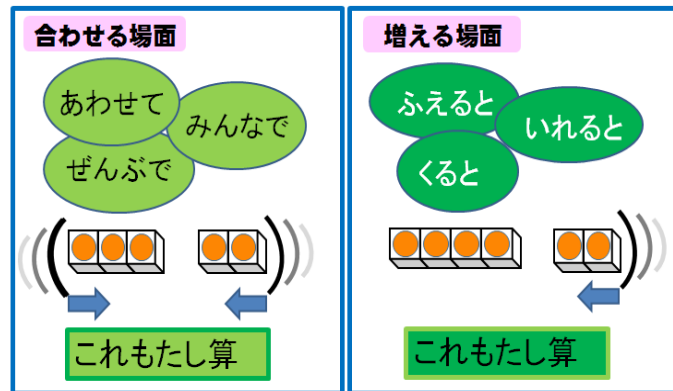 合わせる場面
あわせて
みんなで
ぜんぶで
これもたし算
増える場面
ふえると
いれると
くると
これもたし算